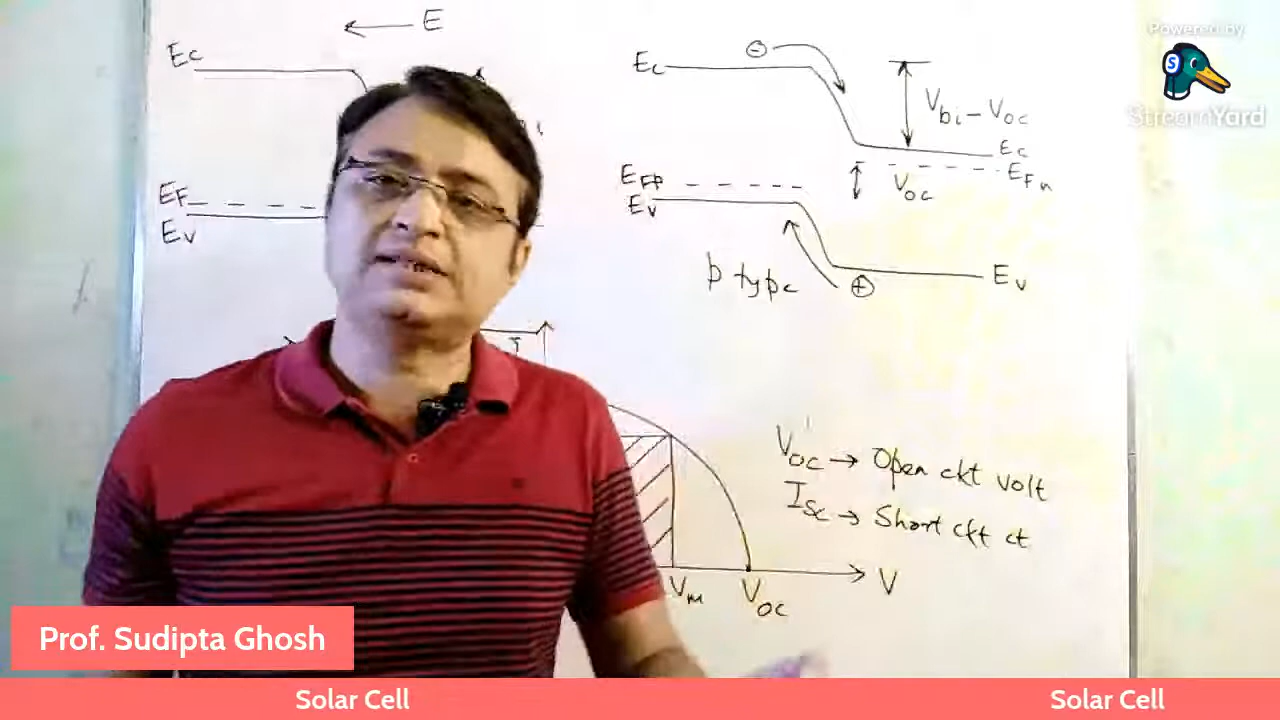 ← E
Ec
EF
Ev
Ec
Vbi - Voc
Ec
EFn
Voc
EFp
Ev
p type
Ev
I
Voc → Open ckt volt
Isc → Short ckt ct
Vm
Voc
V
Powered by
StreamYard
Prof. Sudipta Ghosh
Solar Cell
Solar Cell